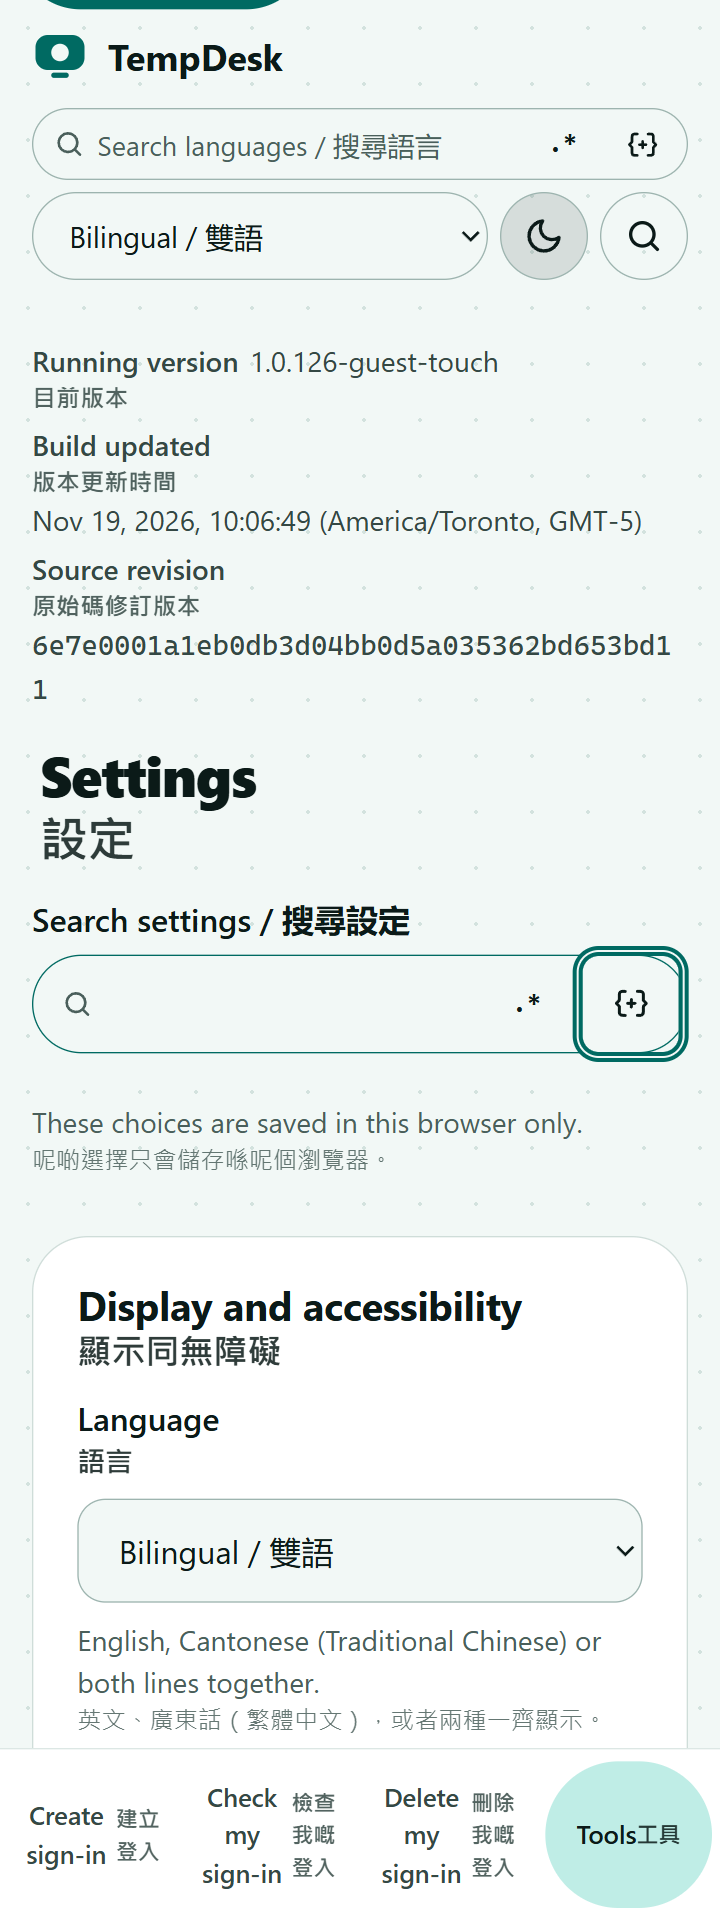 TempDesk
Search languages / 搜尋語言
.*
{+}
Bilingual / 雙語
Running version 1.0.126-guest-touch
目前版本
Build updated
版本更新時間
Nov 19, 2026, 10:06:49 (America/Toronto, GMT-5)
Source revision
原始碼修訂版本
6e7e0001a1eb0db3d04bb0d5a035362bd653bd1
1
Settings
設定
Search settings / 搜尋設定
.*
{+}
These choices are saved in this browser only.
呢啲選擇只會儲存喺呢個瀏覽器。
Display and accessibility
顯示同無障礙
Language
語言
Bilingual / 雙語
English, Cantonese (Traditional Chinese) or
both lines together.
英文、廣東話（繁體中文），或者兩種一齊顯示。
Create
sign-in
建立
登入
Check
my
sign-in
檢查
我嘅
登入
Delete
my
sign-in
刪除
我嘅
登入
Tools工具